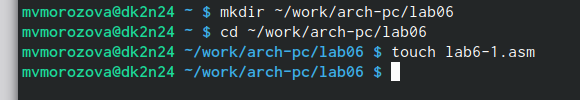 mvmorozova@dk2n24 ~ $ mkdir ~/work/arch-pc/lab06
mvmorozova@dk2n24 ~ $ cd ~/work/arch-pc/lab06
mvmorozova@dk2n24 ~/work/arch-pc/lab06 $ touch lab6-1.asm
mvmorozova@dk2n24 ~/work/arch-pc/lab06 $